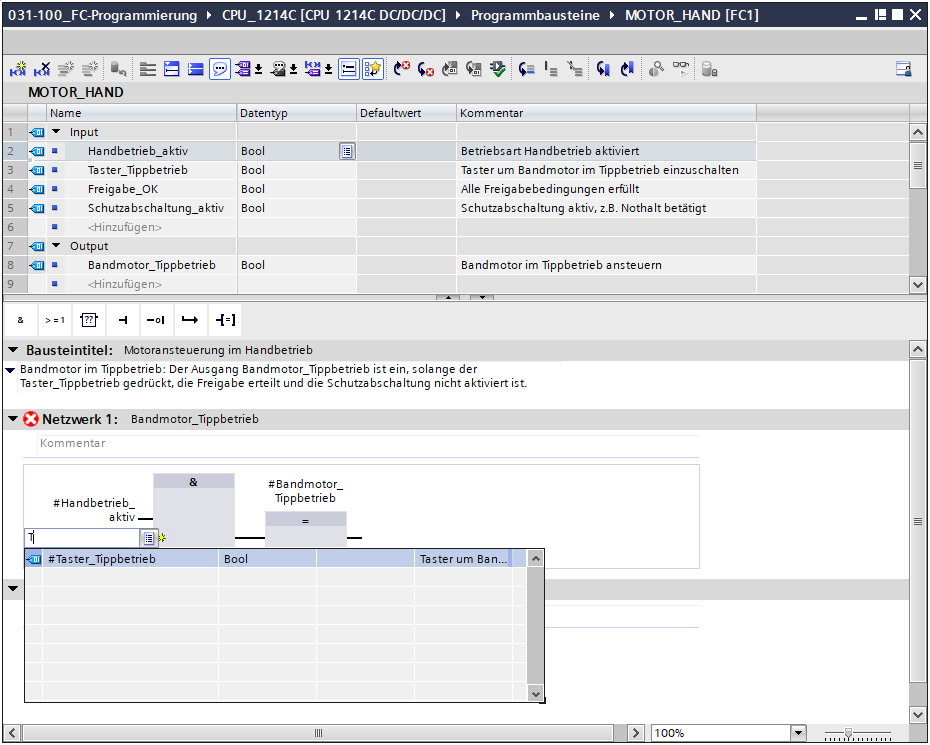 031-100_FC-Programmierung ▸ CPU_1214C [CPU 1214C DC/DC/DC] ▸ Programmbausteine ▸ MOTOR_HAND [FC1]
MOTOR_HAND
Name Datentyp Defaultwert Kommentar
1 Input
2 Handbetrieb_aktiv Bool Betriebsart Handbetrieb aktiviert
3 Taster_Tippbetrieb Bool Taster um Bandmotor im Tippbetrieb einzuschalten
4 Freigabe_OK Bool Alle Freigabebedingungen erfüllt
5 Schutzabschaltung_aktiv Bool Schutzabschaltung aktiv, z.B. Nothalt betätigt
6 <Hinzufügen>
7 Output
8 Bandmotor_Tippbetrieb Bool Bandmotor im Tippbetrieb ansteuern
9 <Hinzufügen>
& >=1 ??
Bausteintitel: Motoransteuerung im Handbetrieb
Bandmotor im Tippbetrieb: Der Ausgang Bandmotor_Tippbetrieb ist ein, solange der
Taster_Tippbetrieb gedrückt, die Freigabe erteilt und die Schutzabschaltung nicht aktiviert ist.
Netzwerk 1: Bandmotor_Tippbetrieb
Kommentar
&
#Bandmotor_
Tippbetrieb
#Handbetrieb_
aktiv
=
T
#Taster_Tippbetrieb Bool Taster um Ban...
100%